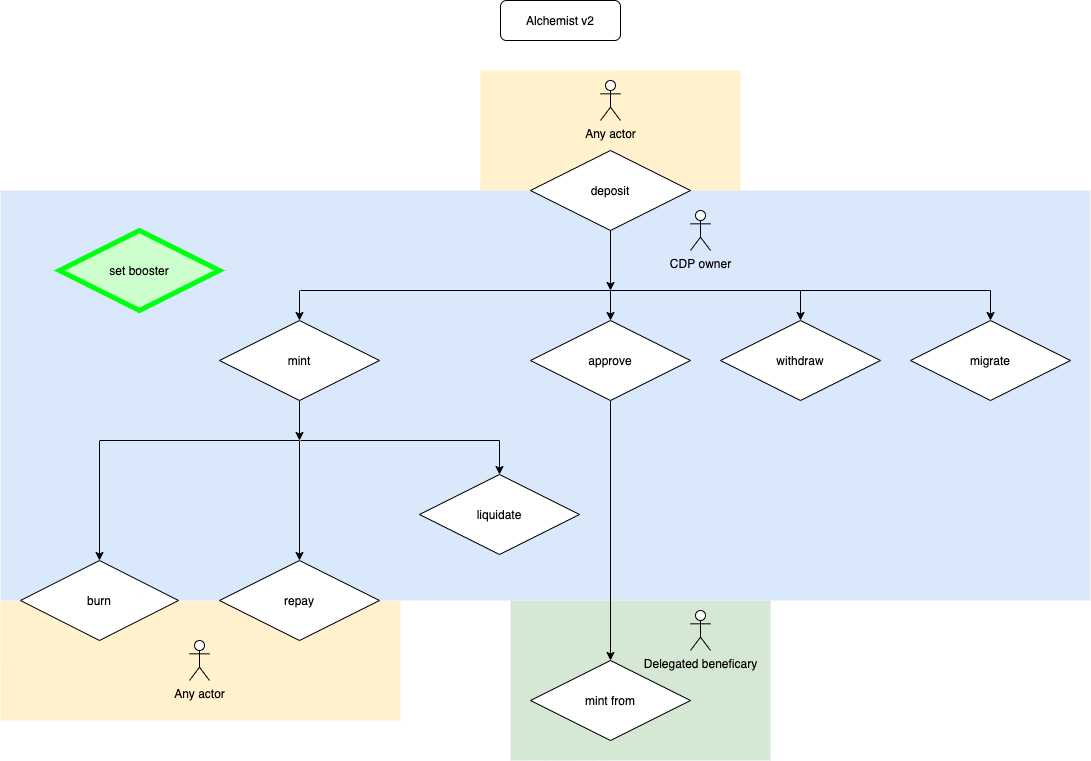 Alchemist v2
Any actor
deposit
CDP owner
set booster
mint
approve
withdraw
migrate
liquidate
burn
repay
Any actor
Delegated beneficary
mint from